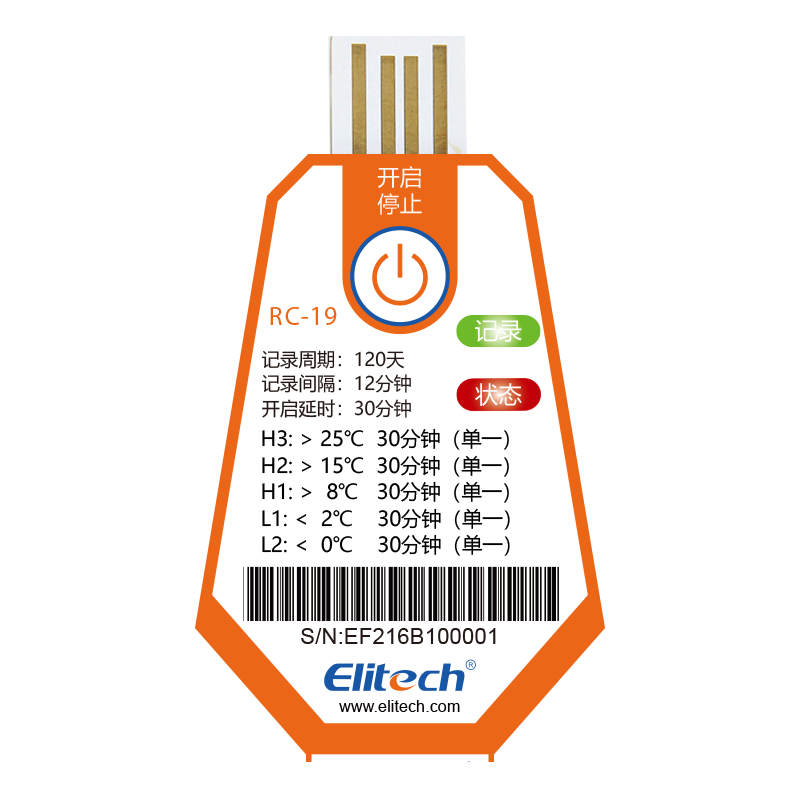 开启
停止
RC-19
记录
记录周期：120天
记录间隔：12分钟
状态
开启延时：30分钟
H3: > 25℃ 30分钟（单一）
H2: > 15℃ 30分钟（单一）
H1: > 8℃ 30分钟（单一）
L1: < 2℃ 30分钟（单一）
L2: < 0℃ 30分钟（单一）
S/N:EF216B100001
Elitech®
www.elitech.com